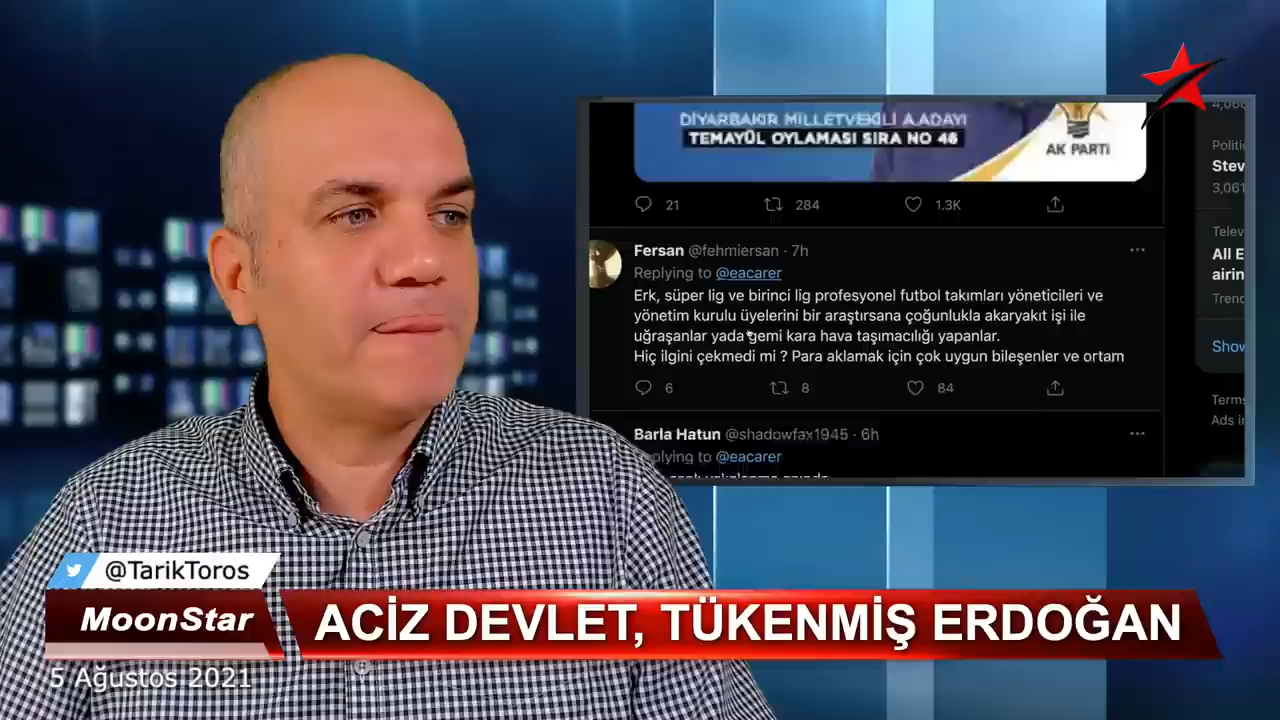 DİYARBAKIR MİLLETVEKİLİ A.ADAYI
TEMAYÜL OYLAMASI SIRA NO 46
AK PARTİ
21 284 1.3K
Fersan @fehmiersan · 7h
Replying to @eacarer
Erk, süper lig ve birinci lig profesyonel futbol takımları yöneticileri ve
yönetim kurulu üyelerini bir araştırsana çoğunlukla akaryakıt işi ile
uğraşanlar yada gemi kara hava taşımacılığı yapanlar.
Hiç ilgini çekmedi mi ? Para aklamak için çok uygun bileşenler ve ortam
6 8 84
Barla Hatun @shadowfax1945 · 6h
eplying to @eacarer
Politic
Stev
3,061
Telev
All E
airin
Trenc
Show
Terms
Ads in
@TarikToros
MoonStar
ACİZ DEVLET, TÜKENMİŞ ERDOĞAN
5 Ağustos 2021